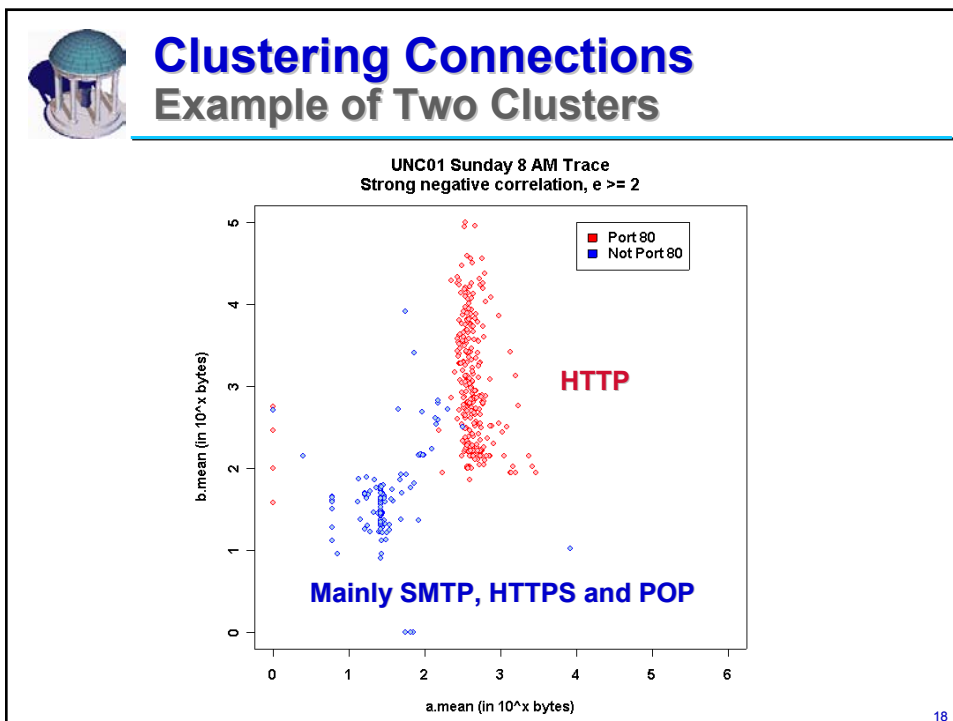 Clustering Connections
Example of Two Clusters
UNC01 Sunday 8 AM Trace
Strong negative correlation, e >= 2
Port 80
Not Port 80
HTTP
Mainly SMTP, HTTPS and POP
b.mean (in 10^x bytes)
5
4
3
2
1
0
0 1 2 3 4 5 6
a.mean (in 10^x bytes)
18